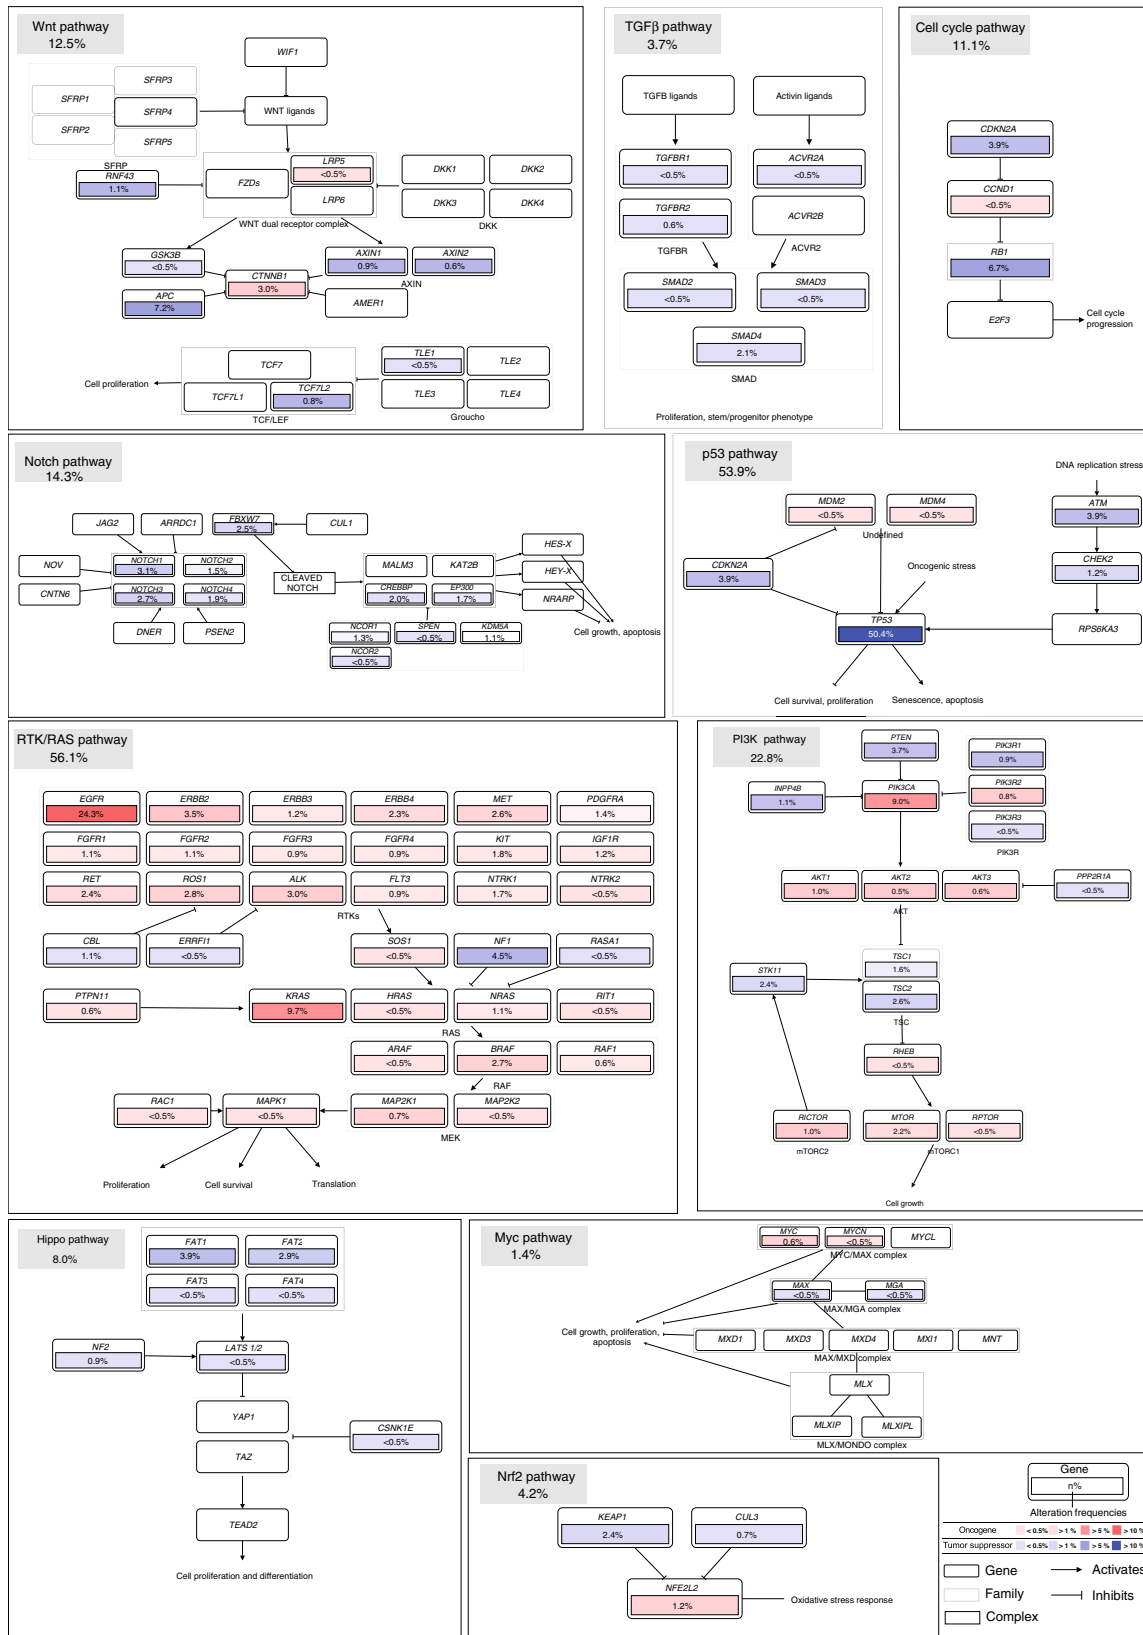 Wnt pathway
12.5%
WIF1
SFRP3
SFRP1
SFRP4
SFRP2
SFRP5
SFRP
WNT ligands
RNF43
1.1%
FZDs
LRP5
<0.5%
LRP6
WNT dual receptor complex
DKK1
DKK2
DKK3
DKK4
DKK
GSK3B
<0.5%
AXIN1
0.9%
AXIN2
0.6%
AXIN
CTNNB1
3.0%
APC
7.2%
AMER1
TCF7
TCF7L1
TCF7L2
0.8%
TCF/LEF
Cell proliferation
TLE1
<0.5%
TLE2
TLE3
TLE4
Groucho
TGFβ pathway
3.7%
TGFB ligands
Activin ligands
TGFBR1
<0.5%
ACVR2A
<0.5%
TGFBR2
0.6%
ACVR2B
TGFBR
ACVR2
SMAD2
<0.5%
SMAD3
<0.5%
SMAD4
2.1%
SMAD
Proliferation, stem/progenitor phenotype
Cell cycle pathway
11.1%
CDKN2A
3.9%
CCND1
<0.5%
RB1
6.7%
E2F3
Cell cycle
progression
Notch pathway
14.3%
JAG2
ARRDC1
FBXW7
2.5%
CUL1
NOV
CNTN6
NOTCH1
3.1%
NOTCH2
1.5%
NOTCH3
2.7%
NOTCH4
1.9%
DNER
PSEN2
CLEAVED
NOTCH
MALM3
KAT2B
CREBBP
2.0%
EP300
1.7%
HES-X
HEY-X
NRARP
NCOR1
1.3%
SPEN
<0.5%
KDM5A
1.1%
NCOR2
<0.5%
Cell growth, apoptosis
p53 pathway
53.9%
DNA replication stress
MDM2
<0.5%
MDM4
<0.5%
Undefined
ATM
3.9%
CHEK2
1.2%
RPS6KA3
CDKN2A
3.9%
Oncogenic stress
TP53
50.4%
Cell survival, proliferation
Senescence, apoptosis
RTK/RAS pathway
56.1%
EGFR
24.3%
ERBB2
3.5%
ERBB3
1.2%
ERBB4
2.3%
MET
2.6%
PDGFRA
1.4%
FGFR1
1.1%
FGFR2
1.1%
FGFR3
0.9%
FGFR4
0.9%
KIT
1.8%
IGF1R
1.2%
RET
2.4%
ROS1
2.8%
ALK
3.0%
FLT3
0.9%
NTRK1
1.7%
NTRK2
<0.5%
RTKs
CBL
1.1%
ERRFI1
<0.5%
SOS1
<0.5%
NF1
4.5%
RASA1
<0.5%
PTPN11
0.6%
KRAS
9.7%
HRAS
<0.5%
NRAS
1.1%
RIT1
<0.5%
RAS
ARAF
<0.5%
BRAF
2.7%
RAF1
0.6%
RAF
RAC1
<0.5%
MAPK1
<0.5%
MAP2K1
0.7%
MAP2K2
<0.5%
MEK
Proliferation
Cell survival
Translation
PI3K pathway
22.8%
PTEN
3.7%
PIK3R1
0.9%
INPP4B
1.1%
PIK3CA
9.0%
PIK3R2
0.8%
PIK3R3
<0.5%
PIK3R
AKT1
1.0%
AKT2
0.5%
AKT3
0.6%
AKT
PPP2R1A
<0.5%
STK11
2.4%
TSC1
1.6%
TSC2
2.6%
TSC
RHEB
<0.5%
RICTOR
1.0%
mTORC2
MTOR
2.2%
RPTOR
<0.5%
mTORC1
Cell growth
Hippo pathway
8.0%
FAT1
3.9%
FAT2
2.9%
FAT3
<0.5%
FAT4
<0.5%
NF2
0.9%
LATS 1/2
<0.5%
YAP1
TAZ
CSNK1E
<0.5%
TEAD2
Cell proliferation and differentiation
Myc pathway
1.4%
MYC
0.6%
MYCN
<0.5%
MYCL
MYC/MAX complex
MAX
<0.5%
MGA
<0.5%
MAX/MGA complex
Cell growth, proliferation,
apoptosis
MXD1
MXD3
MXD4
MXI1
MNT
MAX/MXD complex
MLX
MLXIP
MLXIPL
MLX/MONDO complex
Nrf2 pathway
4.2%
KEAP1
2.4%
CUL3
0.7%
NFE2L2
1.2%
Oxidative stress response
Gene
n%
Alteration frequencies
Oncogene < 0.5% > 1 % > 5 % > 10 %
Tumor suppressor < 0.5% > 1 % > 5 % > 10 %
Gene
Activates
Family
Inhibits
Complex